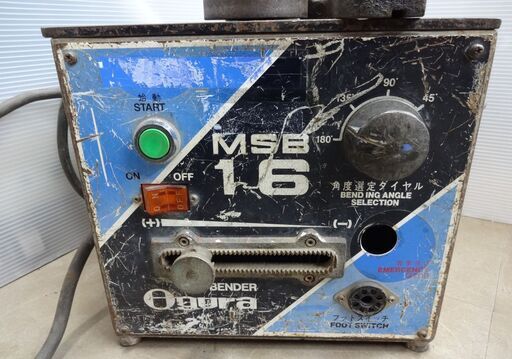 始動
START
ON
OFF
MSB
16
180°
135
90°
45
角度選定ダイヤル
BENDING ANGLE
SELECTION
(+)
(−)
BENDER
Ogura
EMERGENCY
フットスイッチ
FOOT SWITCH